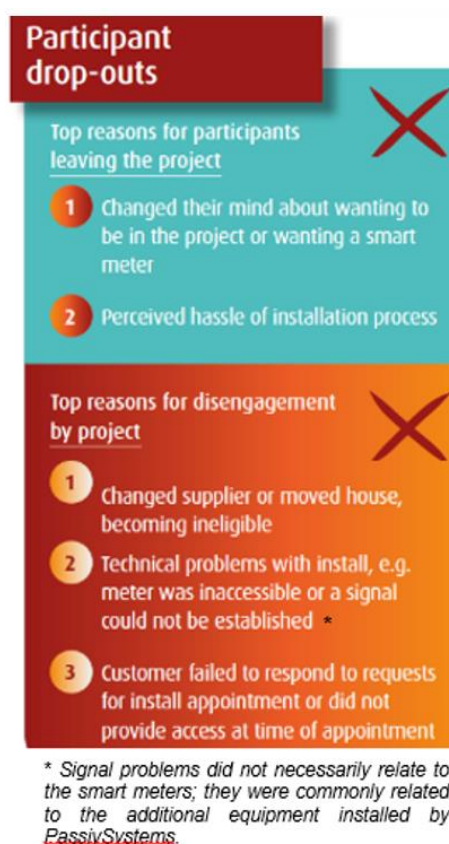 Participant
drop-outs
Top reasons for participants
leaving the project
1 Changed their mind about wanting to
be in the project or wanting a smart
meter
2 Perceived hassle of installation process
Top reasons for disengagement
by project
1
Changed supplier or moved house,
becoming ineligible
2 Technical problems with install, e.g.
meter was inaccessible or a signal
could not be established *
3 Customer failed to respond to requests
for install appointment or did not
provide access at time of appointment
* Signal problems did not necessarily relate to
the smart meters; they were commonly related
to the additional equipment installed by
PassivSystems.